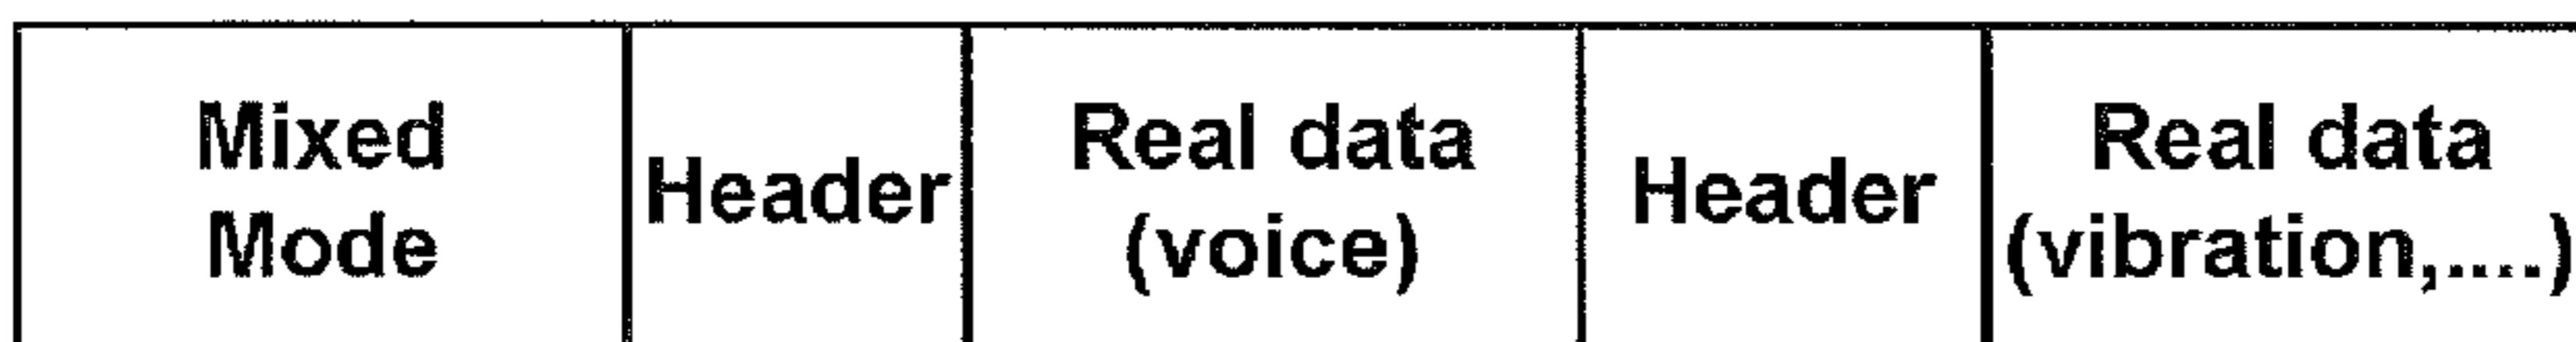 Mixed
Mode
Header
Real data
(voice)
Header
Real data
(vibration,....)